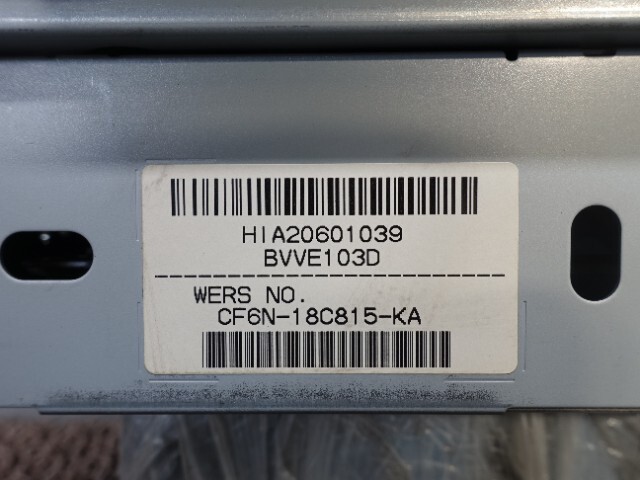 HIA20601039
BVVE103D
WERS NO.
CF6N-18C815-KA